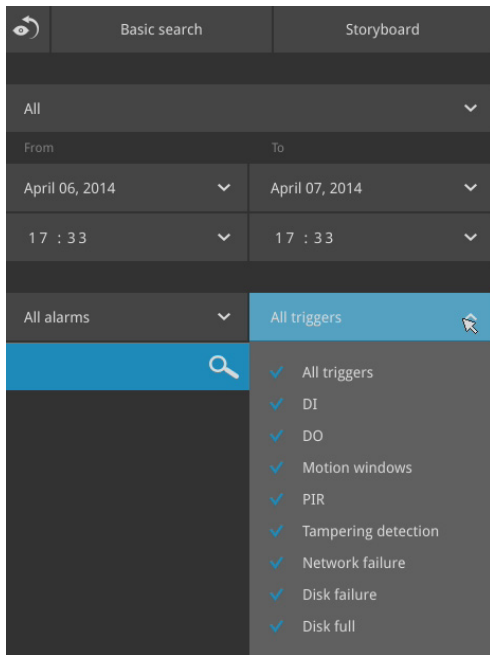 Basic search Storyboard
All
From To
April 06, 2014 April 07, 2014
17 : 33 17 : 33
All alarms All triggers
All triggers
DI
DO
Motion windows
PIR
Tampering detection
Network failure
Disk failure
Disk full